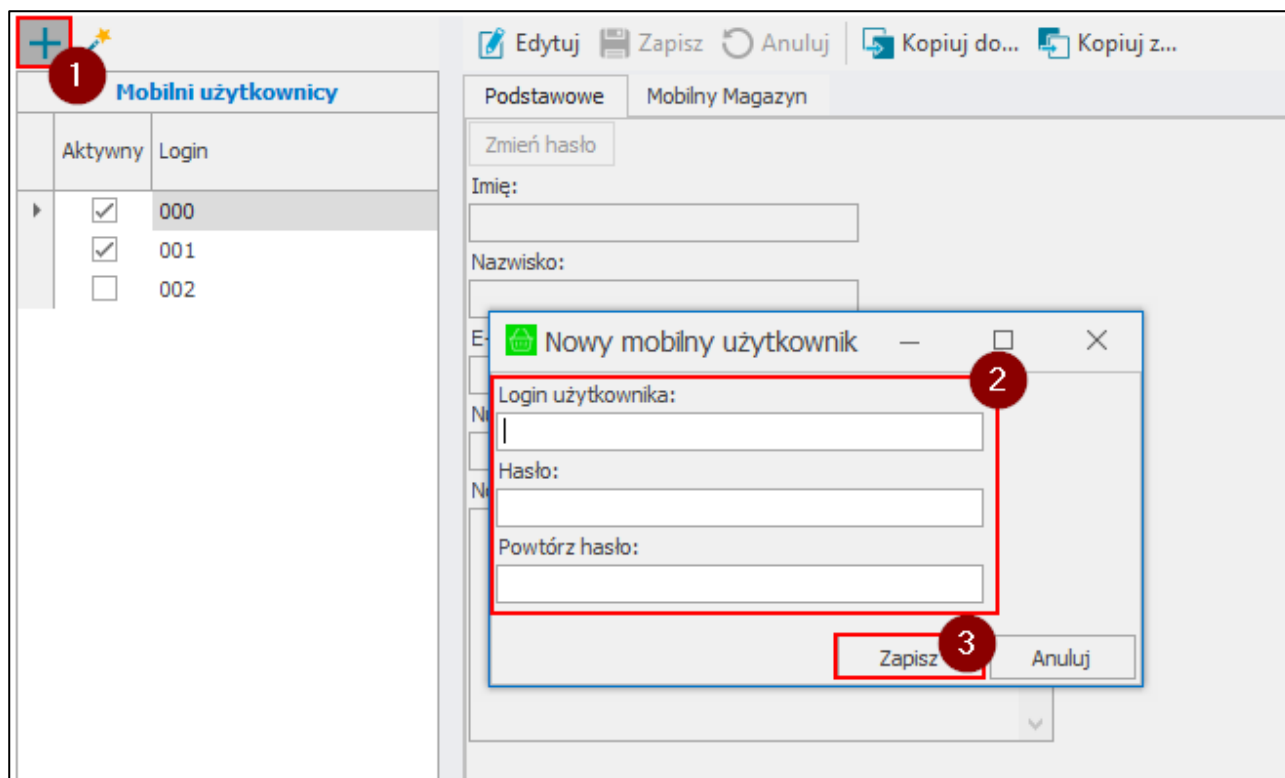 1
Mobilni użytkownicy
Aktywny Login
000
001
002
Edytuj Zapisz Anuluj Kopiuj do... Kopiuj z...
Podstawowe Mobilny Magazyn
Zmień hasło
Imię:
Nazwisko:
E-
Nowy mobilny użytkownik
2
Login użytkownika:
Hasło:
Powtórz hasło:
Zapisz 3 Anuluj